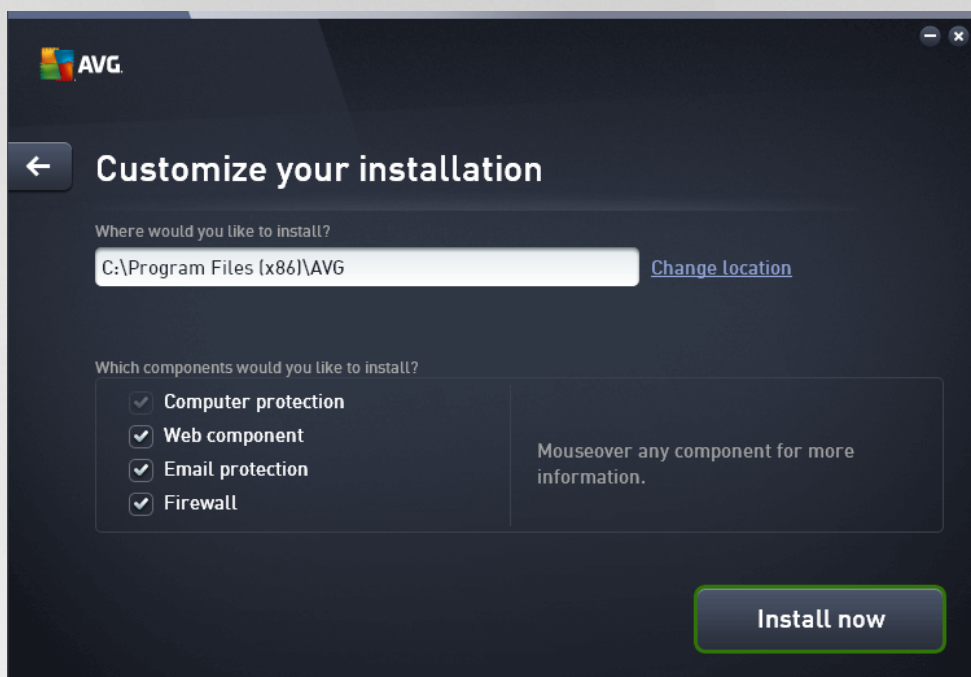 AVG.
Customize your installation
Where would you like to install?
C:\Program Files (x86)\AVG
Change location
Which components would you like to install?
Computer protection
Web component
Email protection
Firewall
Mouseover any component for more
information.
Install now